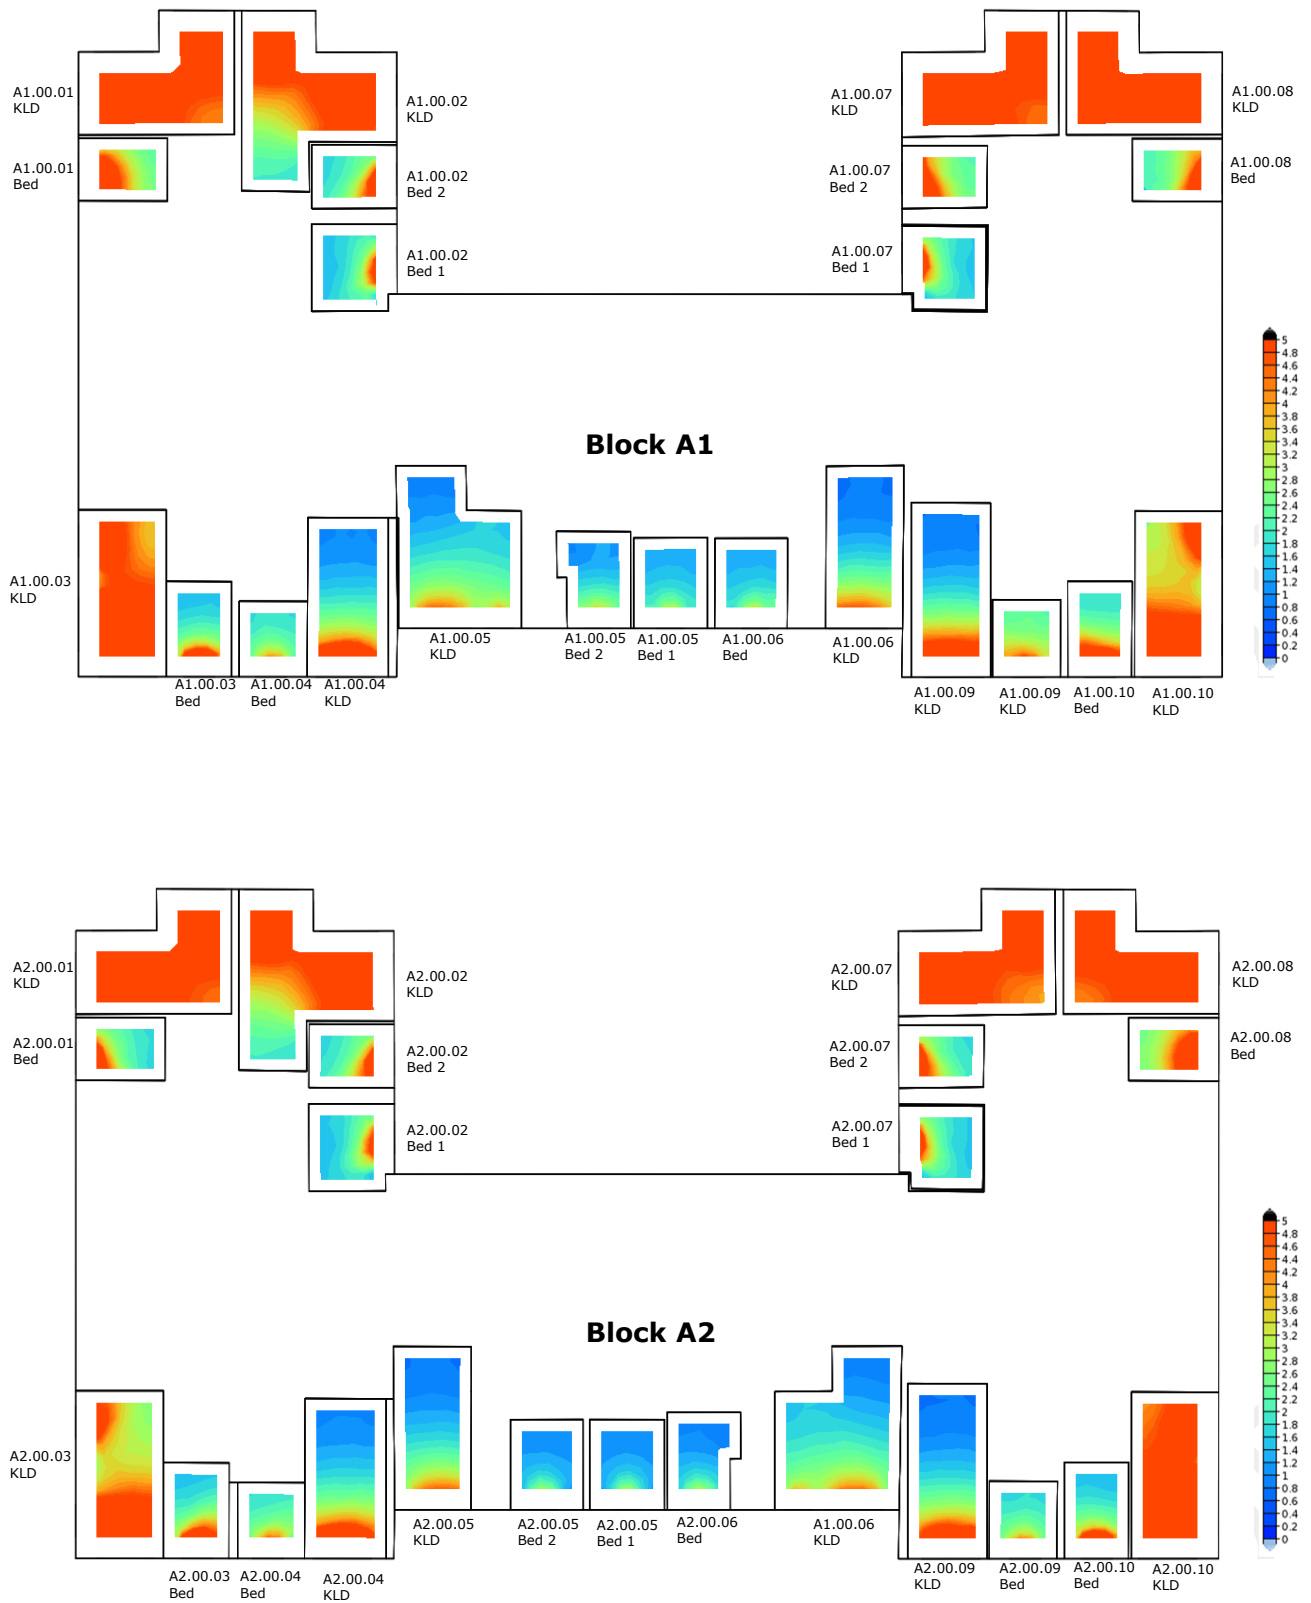 A1.00.01
KLD
A1.00.02
KLD
A1.00.07
KLD
A1.00.08
KLD
A1.00.01
Bed
A1.00.02
Bed 2
A1.00.07
Bed 2
A1.00.08
Bed
A1.00.02
Bed 1
A1.00.07
Bed 1
5
4.8
4.6
4.4
4.2
4
3.8
3.6
3.4
3.2
3
2.8
2.6
2.4
2.2
2
1.8
1.6
1.4
1.2
1
0.8
0.6
0.4
0.2
0
Block A1
A1.00.03
KLD
A1.00.03
Bed
A1.00.04
Bed
A1.00.04
KLD
A1.00.05
KLD
A1.00.05
Bed 2
A1.00.05
Bed 1
A1.00.06
Bed
A1.00.06
KLD
A1.00.09
KLD
A1.00.09
KLD
A1.00.10
Bed
A1.00.10
KLD
A2.00.01
KLD
A2.00.02
KLD
A2.00.07
KLD
A2.00.08
KLD
A2.00.01
Bed
A2.00.02
Bed 2
A2.00.07
Bed 2
A2.00.08
Bed
A2.00.02
Bed 1
A2.00.07
Bed 1
5
4.8
4.6
4.4
4.2
4
3.8
3.6
3.4
3.2
3
2.8
2.6
2.4
2.2
2
1.8
1.6
1.4
1.2
1
0.8
0.6
0.4
0.2
0
Block A2
A2.00.03
KLD
A2.00.03
Bed
A2.00.04
Bed
A2.00.04
KLD
A2.00.05
KLD
A2.00.05
Bed 2
A2.00.05
Bed 1
A2.00.06
Bed
A1.00.06
KLD
A2.00.09
KLD
A2.00.09
Bed
A2.00.10
Bed
A2.00.10
KLD